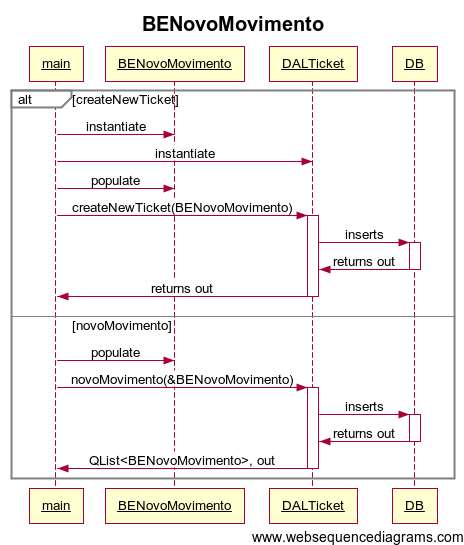 BENovoMovimento
main BENovoMovimento DALTicket DB
alt [createNewTicket]
instantiate
instantiate
populate
createNewTicket(BENovoMovimento)
inserts
returns out
returns out
[novoMovimento]
populate
novoMovimento(&BENovoMovimento)
inserts
returns out
QList<BENovoMovimento>, out
main BENovoMovimento DALTicket DB
www.websequencediagrams.com